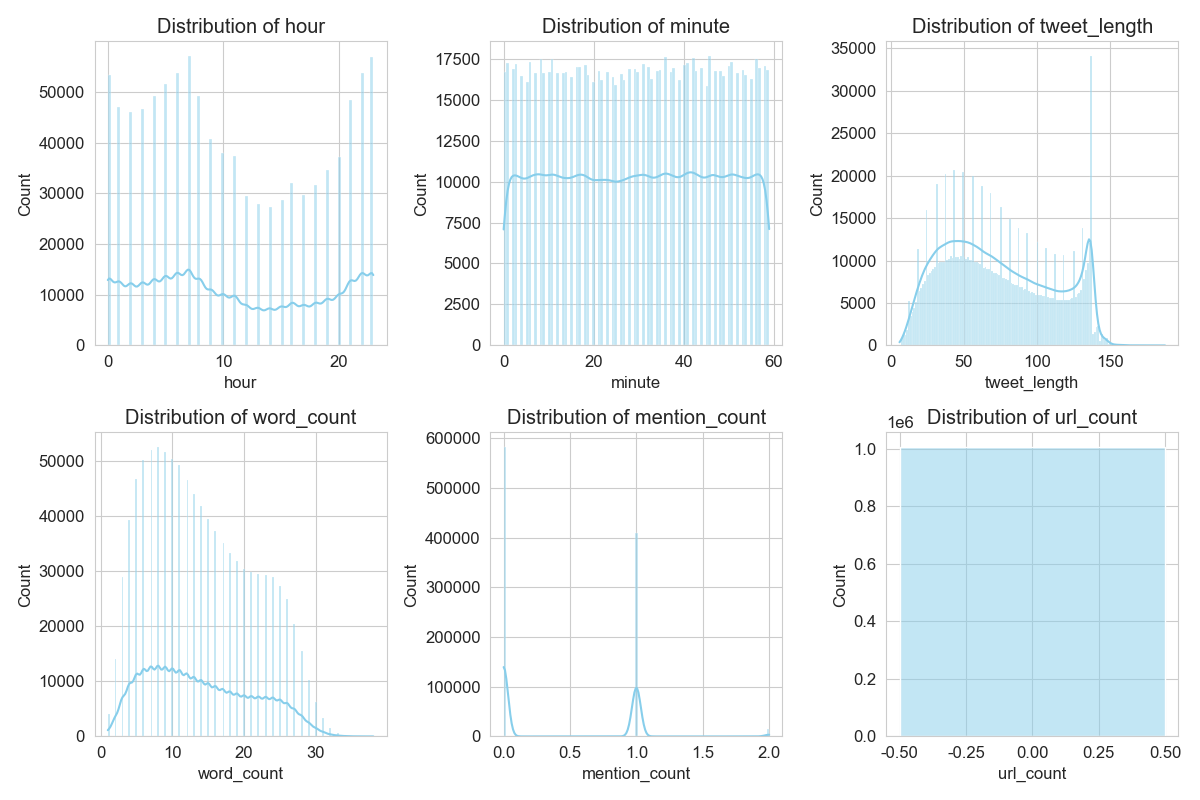 Distribution of hour
50000
40000
30000
20000
10000
0
Count
0 10 20
hour
Distribution of minute
17500
15000
12500
10000
7500
5000
2500
0
Count
0 20 40 60
minute
Distribution of tweet_length
35000
30000
25000
20000
15000
10000
5000
0
Count
0 50 100 150
tweet_length
Distribution of word_count
50000
40000
30000
20000
10000
0
Count
0 10 20 30
word_count
Distribution of mention_count
600000
500000
400000
300000
200000
100000
0
Count
0.0 0.5 1.0 1.5 2.0
mention_count
1e6
Distribution of url_count
1.0
0.8
0.6
0.4
0.2
0.0
Count
-0.50 -0.25 0.00 0.25 0.50
url_count